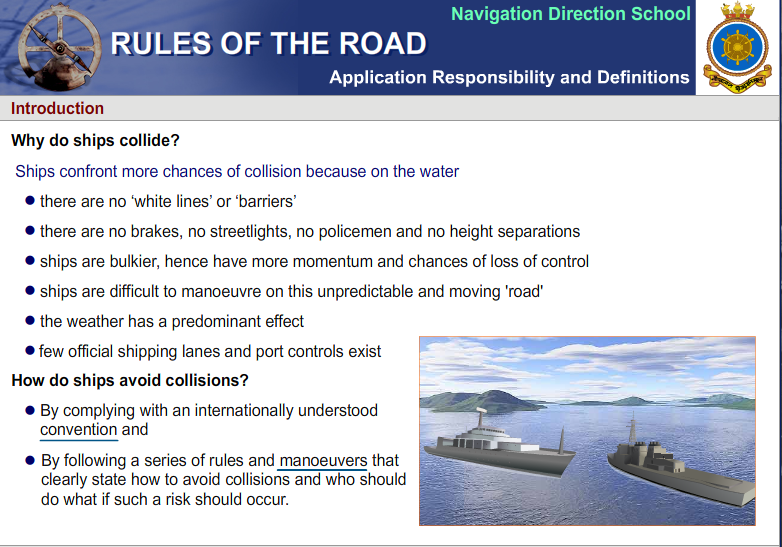 Navigation Direction School
RULES OF THE ROAD
Application Responsibility and Definitions
Introduction
Why do ships collide?
Ships confront more chances of collision because on the water
● there are no ‘white lines’ or ‘barriers’
● there are no brakes, no streetlights, no policemen and no height separations
● ships are bulkier, hence have more momentum and chances of loss of control
● ships are difficult to manoeuvre on this unpredictable and moving 'road'
● the weather has a predominant effect
● few official shipping lanes and port controls exist
How do ships avoid collisions?
● By complying with an internationally understood
convention and
● By following a series of rules and manoeuvers that
clearly state how to avoid collisions and who should
do what if such a risk should occur.